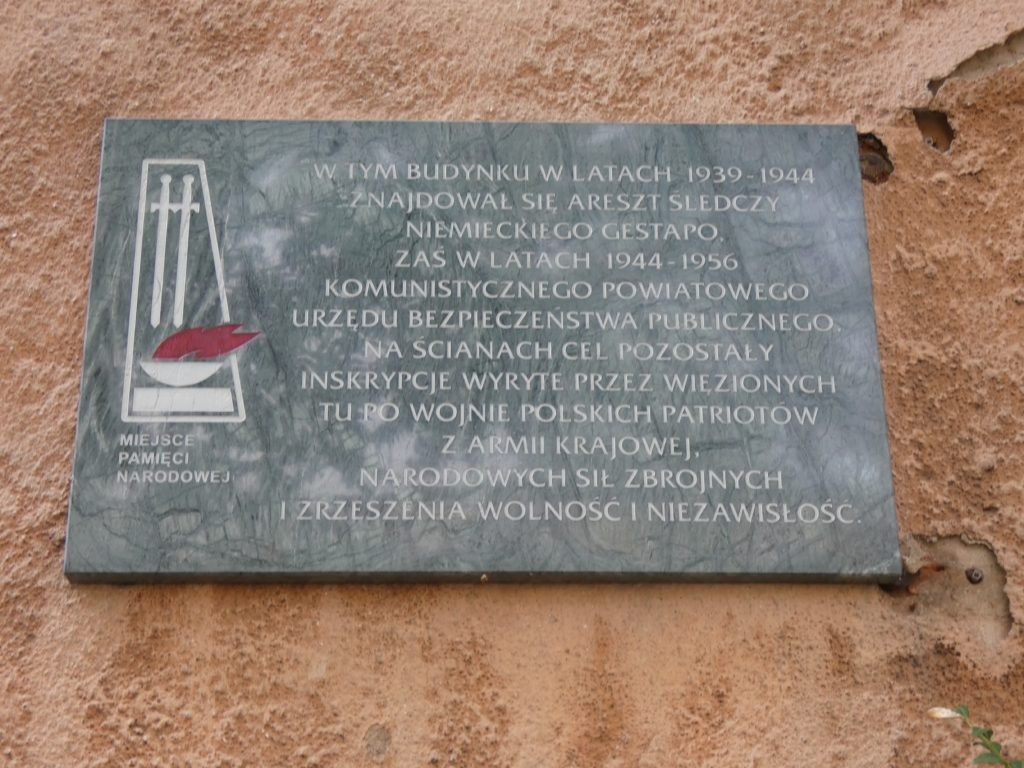 W TYM BUDYNKU W LATACH 1939-1944
ZNAJDOWAŁ SIĘ ARESZT ŚLEDCZY
NIEMIECKIEGO GESTAPO,
ZAŚ W LATACH 1944-1956
KOMUNISTYCZNEGO POWIATOWEGO
URZĘDU BEZPIECZEŃSTWA PUBLICZNEGO.
NA ŚCIANACH CEL POZOSTAŁY
INSKRYPCJE WYRYTE PRZEZ WIĘZIONYCH
TU PO WOJNIE POLSKICH PATRIOTÓW
Z ARMII KRAJOWEJ,
NARODOWYCH SIŁ ZBROJNYCH
I ZRZESZENIA WOLNOŚĆ I NIEZAWISŁOŚĆ.
MIEJSCE
PAMIĘCI
NARODOWEJ